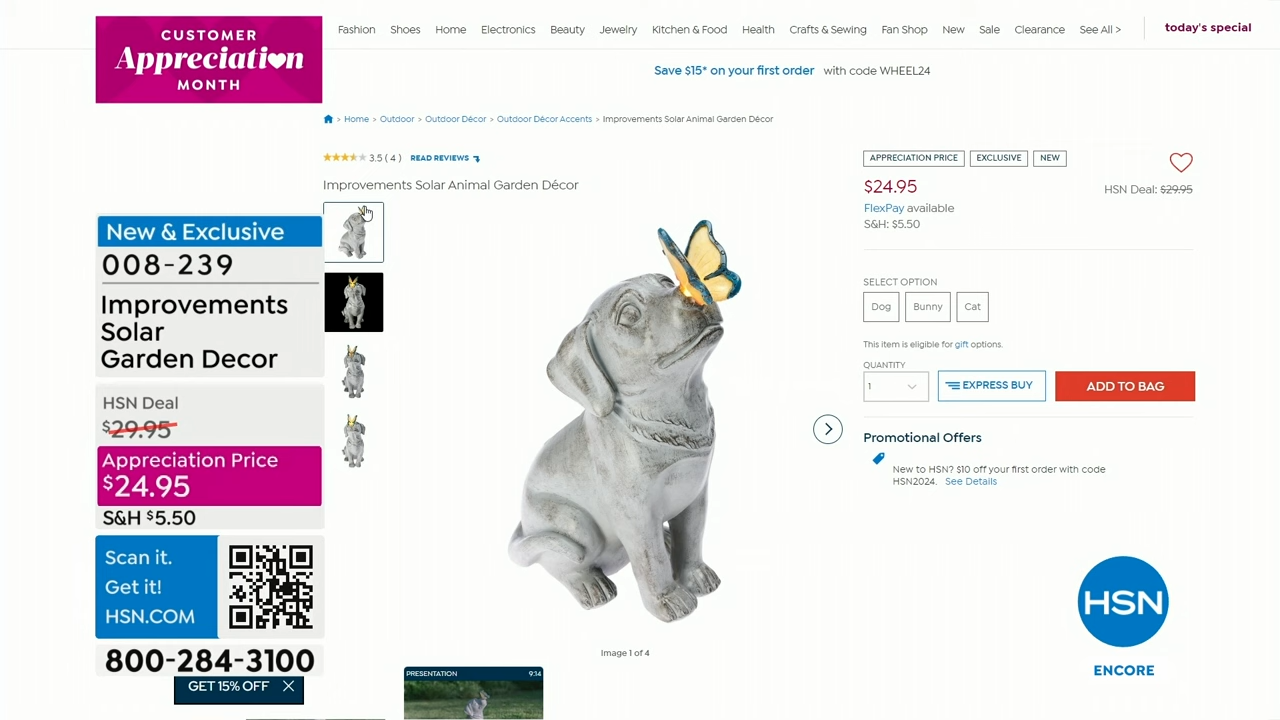 CUSTOMER
Appreciation
MONTH
Fashion Shoes Home Electronics Beauty Jewelry Kitchen & Food Health Crafts & Sewing Fan Shop New Sale Clearance See All > today's special
Save $15* on your first order with code WHEEL24
> Home > Outdoor > Outdoor Décor > Outdoor Décor Accents > Improvements Solar Animal Garden Décor
3.5 ( 4 ) READ REVIEWS
Improvements Solar Animal Garden Décor
APPRECIATION PRICE EXCLUSIVE NEW
$24.95
HSN Deal: $29.95
FlexPay available
S&H: $5.50
SELECT OPTION
Dog Bunny Cat
This item is eligible for gift options.
QUANTITY
1 EXPRESS BUY ADD TO BAG
Promotional Offers
New to HSN? $10 off your first order with code
HSN2024. See Details
New & Exclusive
008-239
Improvements
Solar
Garden Decor
HSN Deal
$29.95
Appreciation Price
$24.95
S&H $5.50
Scan it.
Get it!
HSN.COM
800-284-3100
GET 15% OFF
Image 1 of 4
PRESENTATION 9:14
HSN
ENCORE